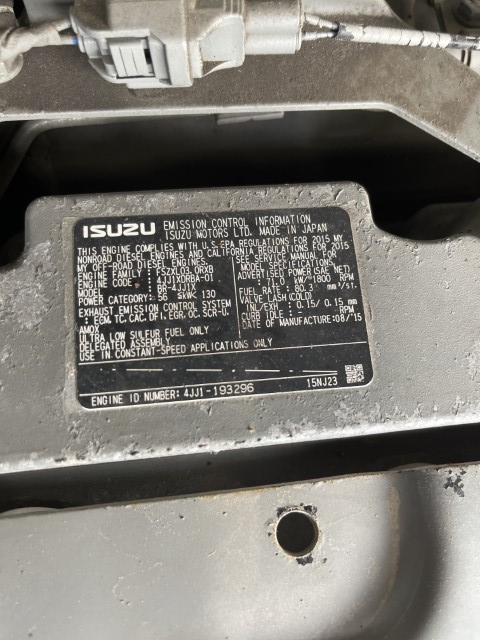 ISUZU EMISSION CONTROL INFORMATION
ISUZU MOTORS LTD. MADE IN JAPAN
THIS ENGINE COMPLIES WITH U.S.EPA REGULATIONS FOR 2015 MY
NONROAD DIESEL ENGINES AND CALIFORNIA REGULATIONS FOR 2015
MY OFF-ROAD DIESEL ENGINES.
ENGINE FAMILY : FSZXL03.0RXB
ENGINE CODE : 4JJ1XDRBA-01
MODEL : BR-4JJ1X
POWER CATEGORY: 56 ≤KW< 130
EXHAUST EMISSION CONTROL SYSTEM
: ECM, TC, CAC, DFI, EGR, OC, SCR-U,
AMOX
ULTRA LOW SULFUR FUEL ONLY
DELEGATED ASSEMBLY
USE IN CONSTANT-SPEED APPLICATIONS ONLY
SEE SERVICE MANUAL FOR
MODEL SPECIFICATIONS.
ADVERTISED POWER (SAE NET)
: 71.0 kW/ 1800 RPM
FUEL RATE : 80.3 mm³/st.
VALVE LASH (COLD)
INL/EXH : 0.15/ 0.15 mm
CURB IDLE : - RPM
DATE OF MANUFACTURE:08/'15
ENGINE ID NUMBER: 4JJ1-193296 15NJ23